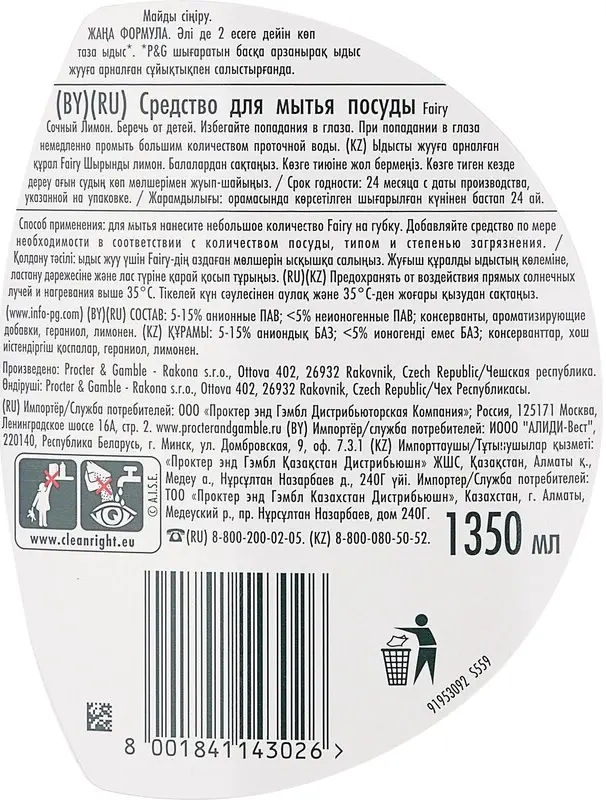 Майды сіңіру.
ЖАҢА ФОРМУЛА. Әлі де 2 есеге дейін көп
таза ыдыс*. *P&G шығаратын басқа арзанырақ ыдыс
жууға арналған сұйықтықпен салыстырғанда.
(BY)(RU) Средство для мытья посуды Fairy
Сочный Лимон. Беречь от детей. Избегайте попадания в глаза. При попадании в глаза
немедленно промыть большим количеством проточной воды. (KZ) Ыдысты жууға арналған
құрал Fairy Шырынды лимон. Балалардан сақтаңыз. Көзге тиюіне жол бермеңіз. Көзге тиген кезде
дереу ағын судың көп мөлшерімен жуып-шайыңыз. / Срок годности: 24 месяца с даты производства,
указанной на упаковке. / Жарамдылығы: орамасында көрсетілген шығарылған күнінен бастап 24 ай.
Способ применения: для мытья нанесите небольшое количество Fairy на губку. Добавляйте средство по мере
необходимости в соответствии с количеством посуды, типом и степенью загрязнения. /
Қолдану тәсілі: ыдыс жуу үшін Fairy-дің аздаған мөлшерін ысқышқа салыңыз. Жуғыш құралды ыдыстың көлеміне,
ластану дәрежесіне және лас түріне қарай қосып тұрыңыз. (RU)(KZ) Предохранять от воздействия прямых солнечных
лучей и нагревания выше 35°С. Тікелей күн сәулесінен аулақ және 35°С-ден жоғары қызудан сақтаңыз.
(www.info-pg.com) (BY)(RU) СОСТАВ: 5-15% анионные ПАВ; <5% неионогенные ПАВ; консерванты, ароматизирующие
добавки, гераниол, лимонен. (KZ) ҚҰРАМЫ: 5-15% аниондық БАЗ; <5% ионогенді емес БАЗ; консерванттар, хош
иістендіргіш қоспалар, гераниол, лимонен.
Произведено: Procter & Gamble - Rakona s.r.o., Ottova 402, 26932 Rakovnik, Czech Republic/Чешская республика.
Өндіруші: Procter & Gamble - Rakona s.r.o., Ottova 402, 26932 Rakovnik, Czech Republic/Чех Республикасы.
(RU) Импортёр/Служба потребителей: ООО «Проктер энд Гэмбл Дистрибьюторская Компания»; Россия, 125171 Москва,
Ленинградское шоссе 16А, стр. 2. www.procterandgamble.ru (BY) Импортёр/служба потребителей: ИООО "АЛИДИ-Вест",
220140, Республика Беларусь, г. Минск, ул. Домбровская, 9, оф. 7.3.1 (KZ) Импорттаушы/Тұтынушылар қызметі:
«Проктер энд Гэмбл Қазақстан Дистрибьюшн» ЖШС, Қазақстан, Алматы қ.,
Медеу а., Нұрсұлтан Назарбаев д., 240Г үйі. Импортер/Служба потребителей:
ТОО «Проктер энд Гэмбл Казахстан Дистрибьюшн», Казахстан, г. Алматы,
Медеуский р., пр. Нұрсұлтан Назарбаев, дом 240Г.
© A.I.S.E.
www.cleanright.eu
☎(RU) 8-800-200-02-05. (KZ) 8-800-080-50-52.
1350 мл
91953092 S559
8 001841 143026 >